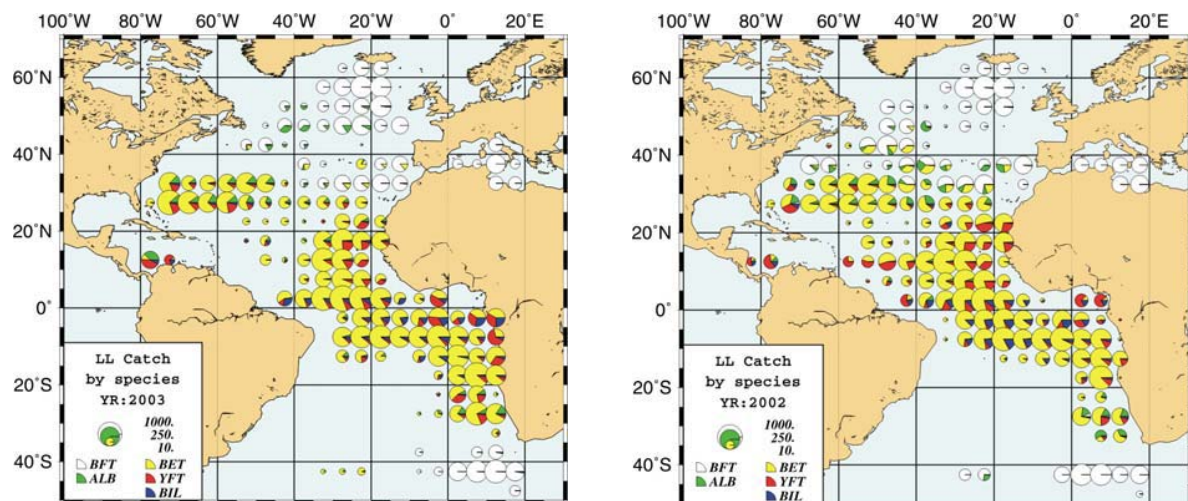 100°W 80°W 60°W 40°W 20°W 0° 20°E
60°N
40°N
20°N
0°
20°S
40°S
LL Catch
by species
YR:2003
1000.
250.
10.
BFT BET
ALB YFT
BIL
100°W 80°W 60°W 40°W 20°W 0° 20°E
60°N
40°N
20°N
0°
20°S
40°S
LL Catch
by species
YR:2002
1000.
250.
10.
BFT BET
ALB YFT
BIL